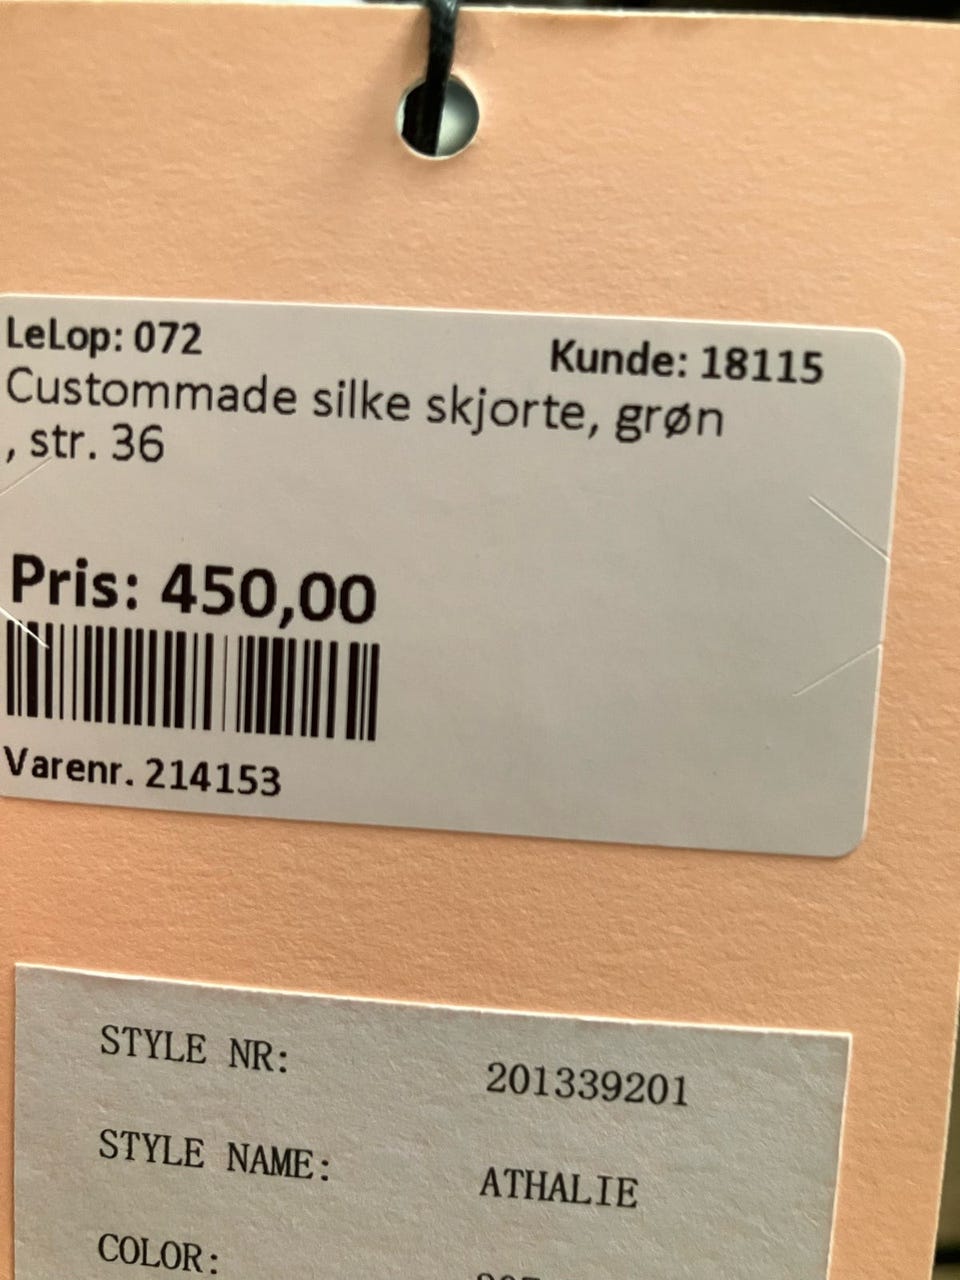 LeLop: 072
Kunde: 18115
Custommade silke skjorte, grøn
, str. 36
Pris: 450,00
Varenr. 214153
STYLE NR: 201339201
STYLE NAME: ATHALIE
COLOR: